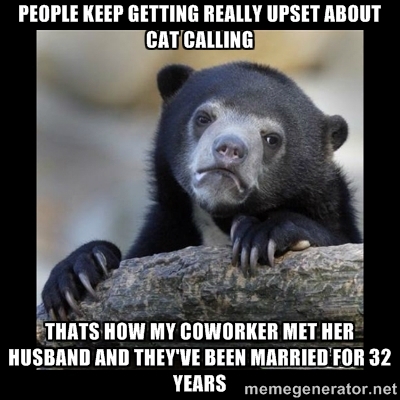 PEOPLE KEEP GETTING REALLY UPSET ABOUT
CAT CALLING
THATS HOW MY COWORKER MET HER
HUSBAND AND THEY'VE BEEN MARRIED FOR 32
YEARS
memegenerator.net